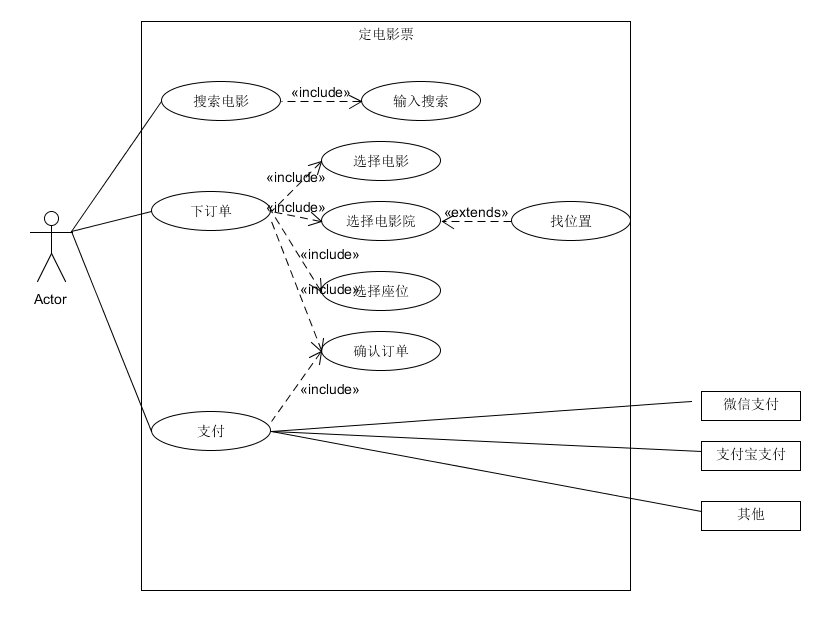 定电影票
搜索电影
«include»
输入搜索
选择电影
«include»
下订单
«include»
选择电影院
«extends»
找位置
«include»
«include»
选择座位
Actor
确认订单
«include»
支付
微信支付
支付宝支付
其他